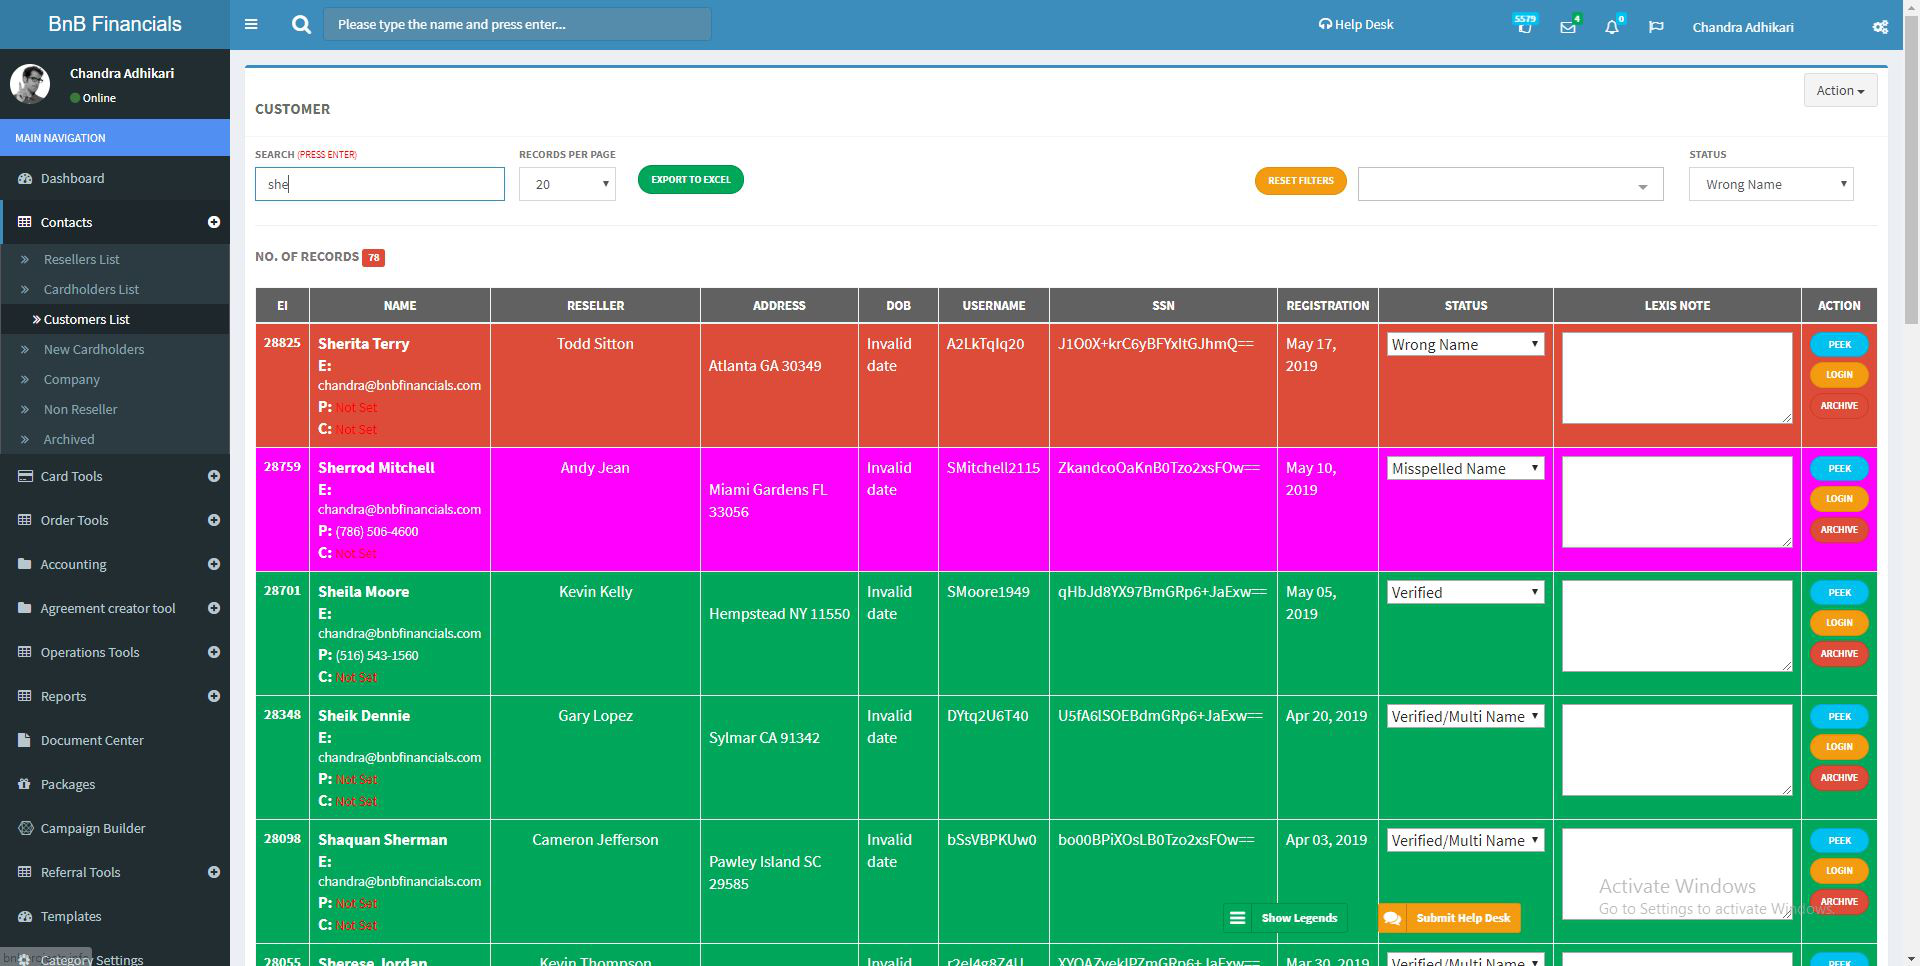 BnB Financials
Please type the name and press enter...
Help Desk
5579
4
0
Chandra Adhikari
Chandra Adhikari
Online
MAIN NAVIGATION
Dashboard
Contacts
Resellers List
Cardholders List
Customers List
New Cardholders
Company
Non Reseller
Archived
Card Tools
Order Tools
Accounting
Agreement creator tool
Operations Tools
Reports
Document Center
Packages
Campaign Builder
Referral Tools
Templates
Category Settings
CUSTOMER
Action
SEARCH (PRESS ENTER)
RECORDS PER PAGE
STATUS
she
20
EXPORT TO EXCEL
RESET FILTERS
Wrong Name
NO. OF RECORDS 78
EI NAME RESELLER ADDRESS DOB USERNAME SSN REGISTRATION STATUS LEXIS NOTE ACTION
28825 Sherita Terry Todd Sitton Invalid A2LkTqIq20 J1O0X+krC6yBFYxItGJhmQ== May 17, Wrong Name PEEK
E: Atlanta GA 30349 date 2019
chandra@bnbfinancials.com LOGIN
P: Not Set ARCHIVE
C: Not Set
28759 Sherrod Mitchell Andy Jean Invalid SMitchell2115 ZkandcoOaKnB0Tzo2xsFOw== May 10, Misspelled Name PEEK
E: Miami Gardens FL date 2019
chandra@bnbfinancials.com 33056 LOGIN
P: (786) 506-4600 ARCHIVE
C: Not Set
28701 Sheila Moore Kevin Kelly Invalid SMoore1949 qHbJd8YX97BmGRp6+JaExw== May 05, Verified PEEK
E: Hempstead NY 11550 date 2019
chandra@bnbfinancials.com LOGIN
P: (516) 543-1560 ARCHIVE
C: Not Set
28348 Sheik Dennie Gary Lopez Invalid DYtq2U6T40 U5fA6lSOEBdmGRp6+JaExw== Apr 20, 2019 Verified/Multi Name PEEK
E: Sylmar CA 91342 date
chandra@bnbfinancials.com LOGIN
P: Not Set ARCHIVE
C: Not Set
28098 Shaquan Sherman Cameron Jefferson Invalid bSsVBPKUw0 bo00BPiXOsLB0Tzo2xsFOw== Apr 03, 2019 Verified/Multi Name PEEK
E: Pawley Island SC date
chandra@bnbfinancials.com 29585 LOGIN
P: Not Set ARCHIVE
C: Not Set
Activate Windows
Go to Settings to activate Windows.
Show Legends
Submit Help Desk
28055 Sherese Jordan Kevin Thompson Invalid Mar 30, 2019 Verified/Multi Name PEEK